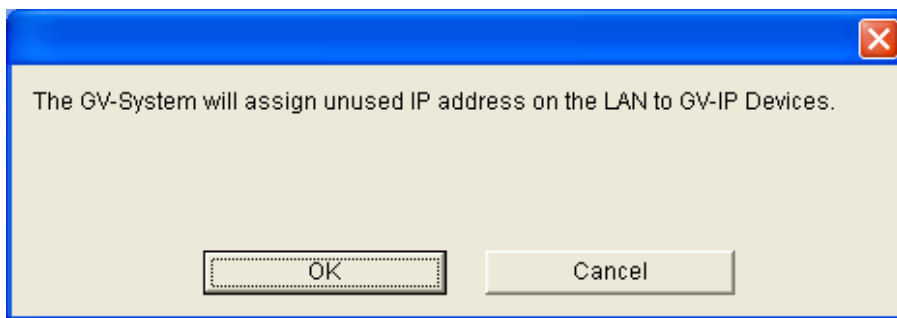 The GV-System will assign unused IP address on the LAN to GV-IP Devices.
OK
Cancel